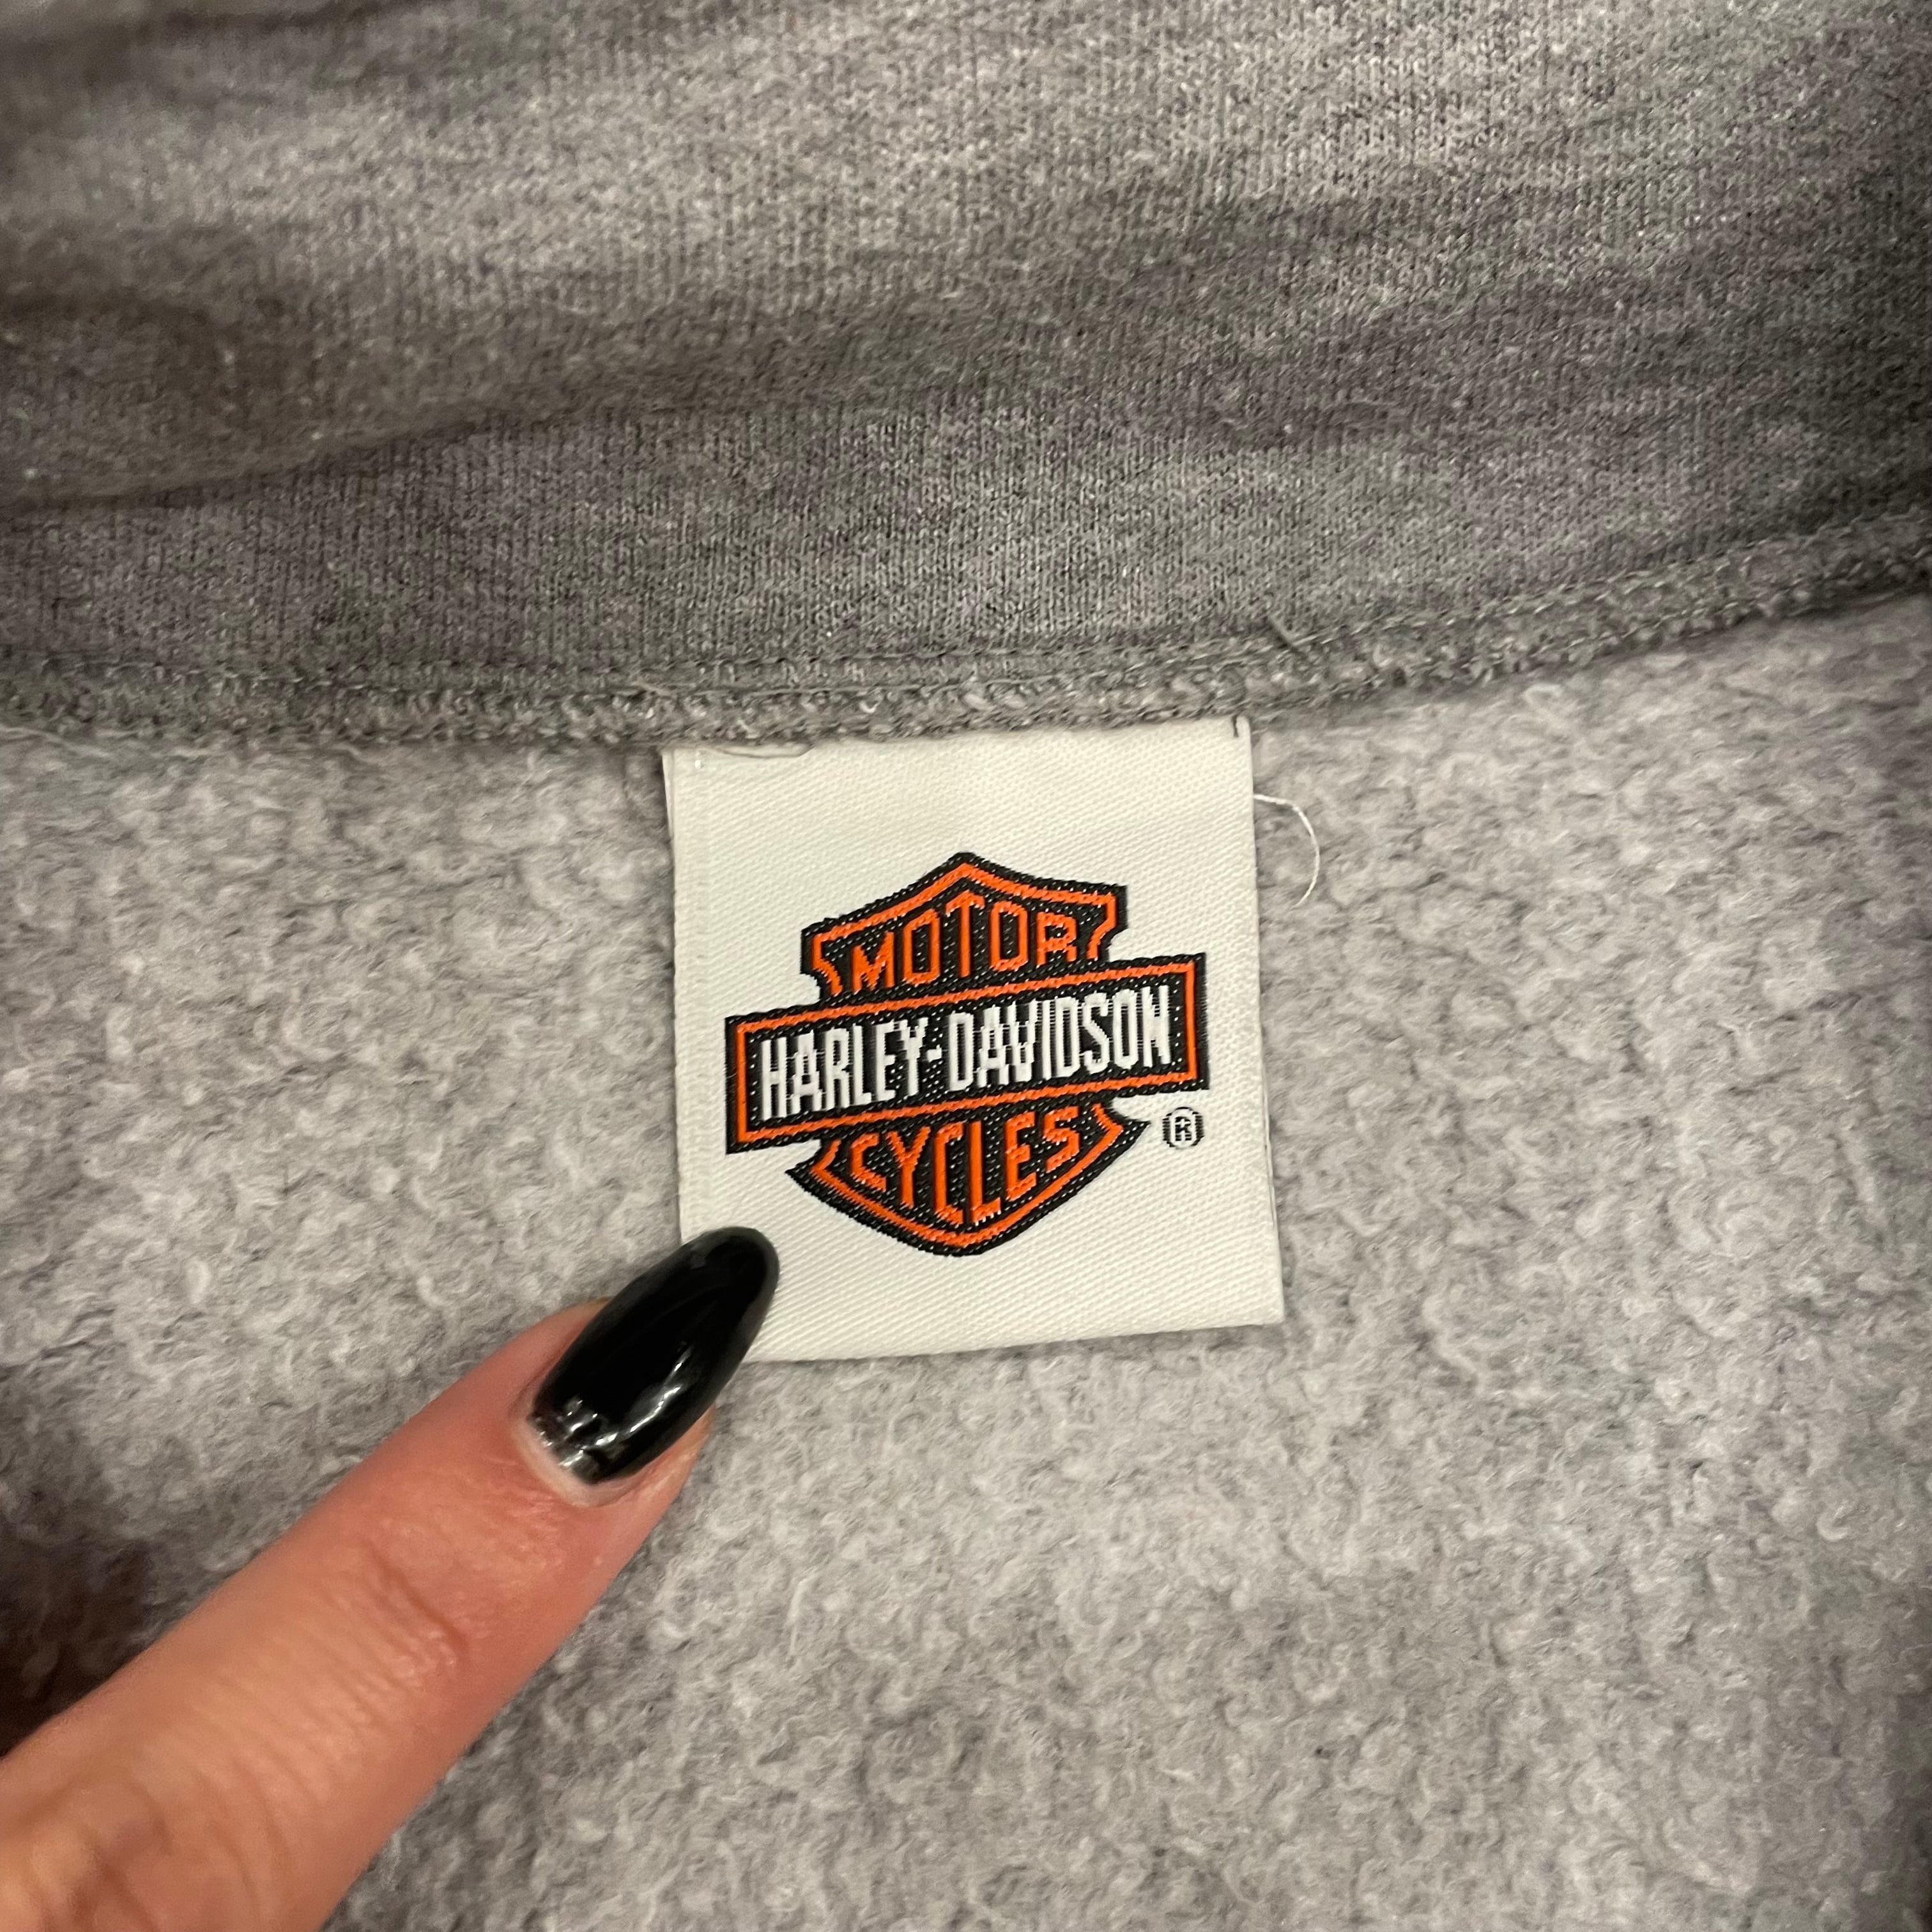 MOTOR
HARLEY-DAVIDSON
CYCLES
®